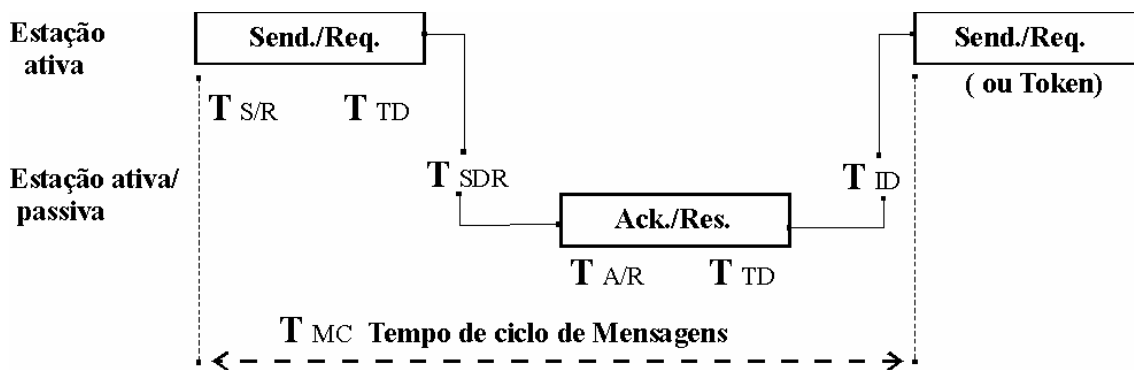 Estação
ativa
Send./Req.
Send./Req.
( ou Token)
T S/R
T TD
Estação ativa/
passiva
T SDR
T ID
Ack./Res.
T A/R
T TD
T MC Tempo de ciclo de Mensagens